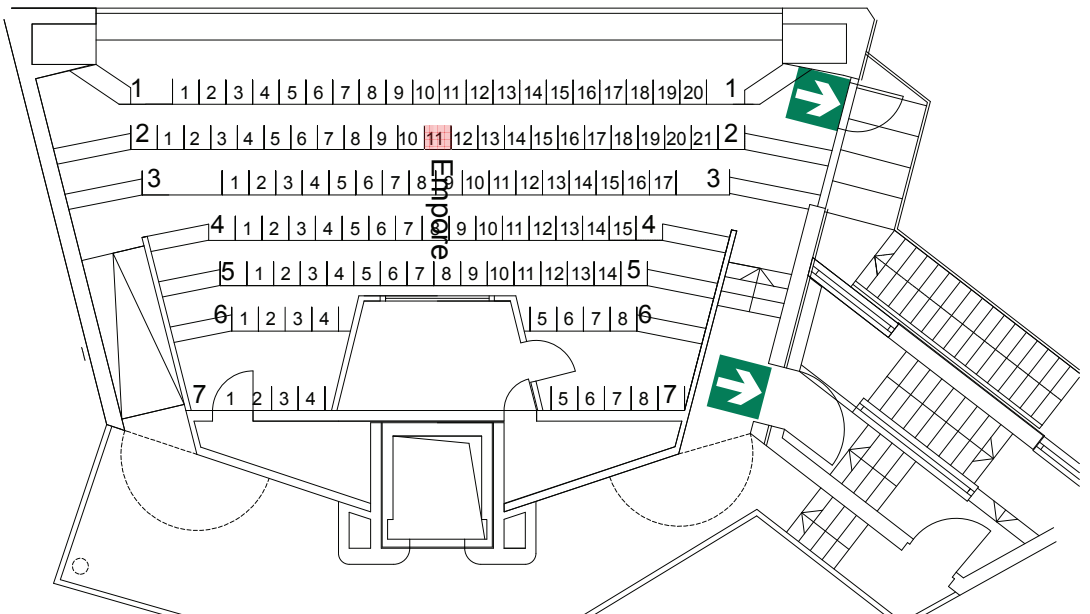 1 1 2 3 4 5 6 7 8 9 10 11 12 13 14 15 16 17 18 19 20 1
2 1 2 3 4 5 6 7 8 9 10 11 12 13 14 15 16 17 18 19 20 21 2
3 1 2 3 4 5 6 7 8 9 10 11 12 13 14 15 16 17 3
4 1 2 3 4 5 6 7 8 9 10 11 12 13 14 15 4
5 1 2 3 4 5 6 7 8 9 10 11 12 13 14 5
6 1 2 3 4 5 6 7 8 6
7 1 2 3 4 5 6 7 8 7
Empore